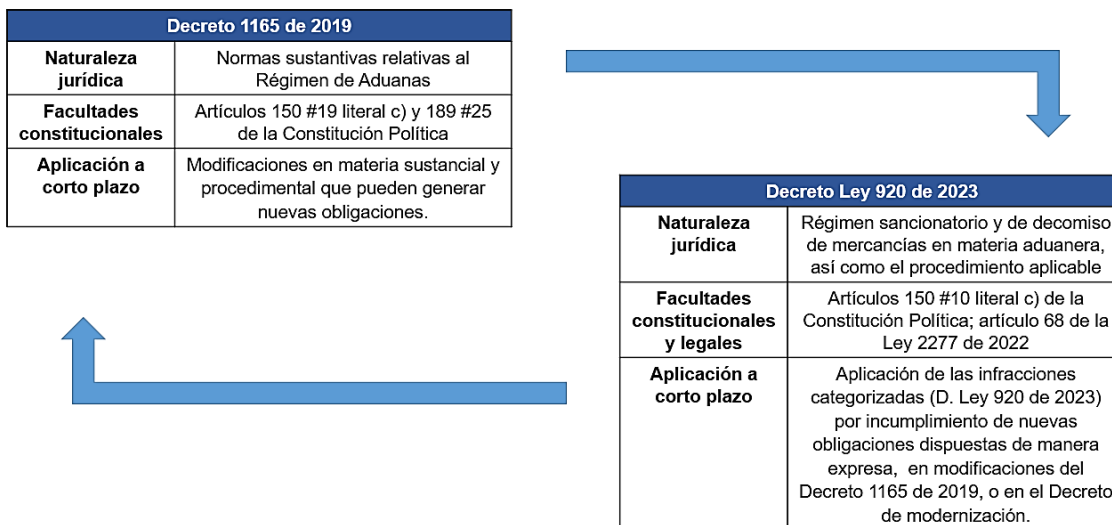 Decreto 1165 de 2019
Naturaleza
jurídica
Normas sustantivas relativas al
Régimen de Aduanas
Facultades
constitucionales
Artículos 150 #19 literal c) y 189 #25
de la Constitución Política
Aplicación a
corto plazo
Modificaciones en materia sustancial y
procedimental que pueden generar
nuevas obligaciones.
Decreto Ley 920 de 2023
Naturaleza
jurídica
Régimen sancionatorio y de decomiso
de mercancías en materia aduanera,
así como el procedimiento aplicable
Facultades
constitucionales
y legales
Artículos 150 #10 literal c) de la
Constitución Política; artículo 68 de la
Ley 2277 de 2022
Aplicación a
corto plazo
Aplicación de las infracciones
categorizadas (D. Ley 920 de 2023)
por incumplimiento de nuevas
obligaciones dispuestas de manera
expresa, en modificaciones del
Decreto 1165 de 2019, o en el Decreto
de modernización.